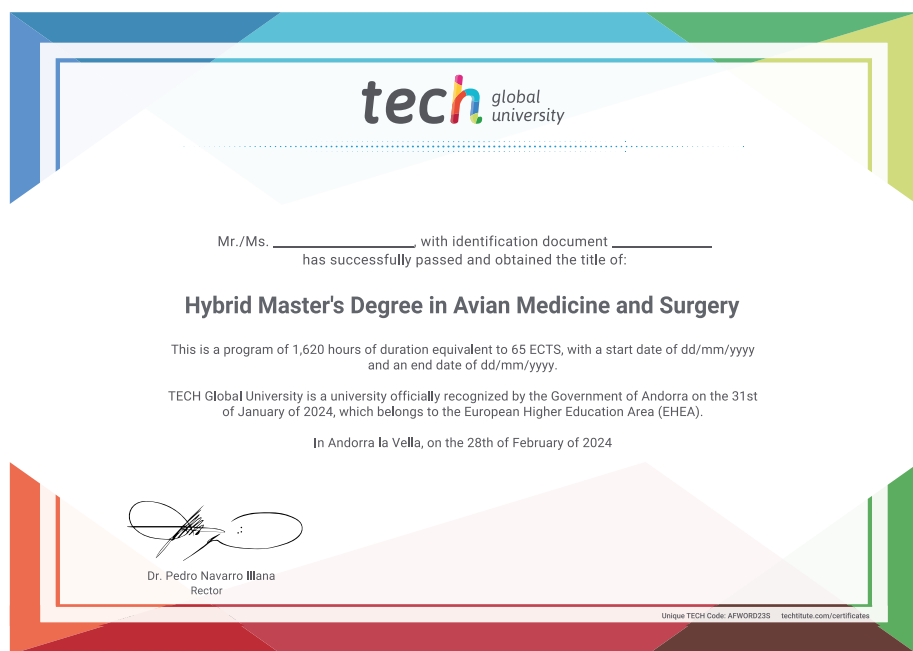 tech global university
Mr./Ms. ____________________, with identification document ______________
has successfully passed and obtained the title of:
Hybrid Master's Degree in Avian Medicine and Surgery
This is a program of 1,620 hours of duration equivalent to 65 ECTS, with a start date of dd/mm/yyyy
and an end date of dd/mm/yyyy.
TECH Global University is a university officially recognized by the Government of Andorra on the 31st
of January of 2024, which belongs to the European Higher Education Area (EHEA).
In Andorra la Vella, on the 28th of February of 2024
Dr. Pedro Navarro Illana
Rector
Unique TECH Code: AFWORD23S techtitute.com/certificates